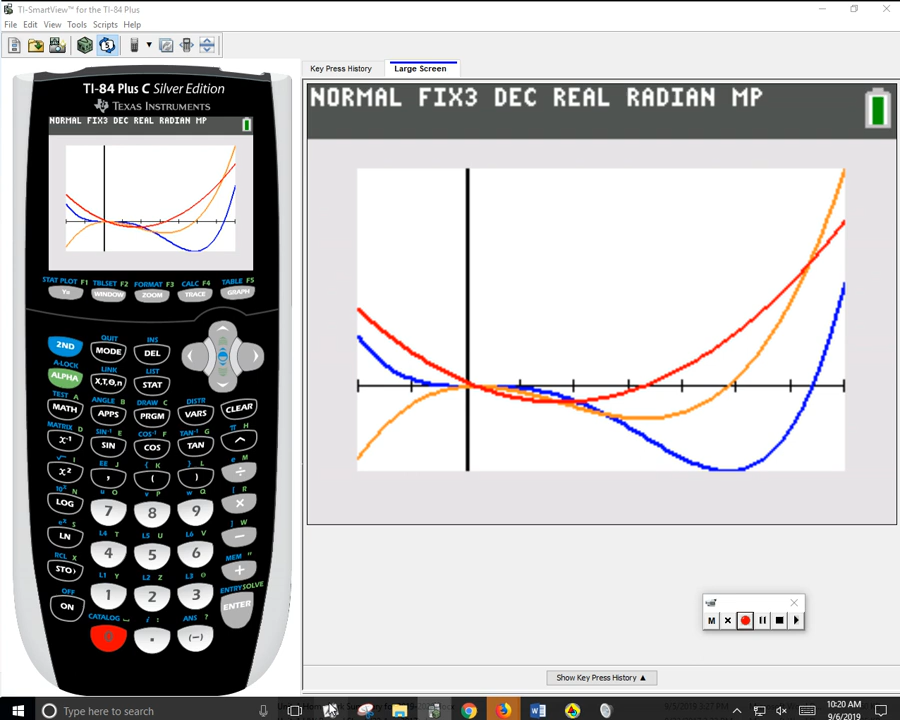 TI-SmartView™ for the TI-84 Plus
File Edit View Tools Scripts Help
Key Press History
Large Screen
TI-84 Plus C Silver Edition
TEXAS INSTRUMENTS
NORMAL FIX3 DEC REAL RADIAN MP
NORMAL FIX3 DEC REAL RADIAN MP
STAT PLOT F1 TBLSET F2 FORMAT F3 CALC F4 TABLE F5
Y= WINDOW ZOOM TRACE GRAPH
QUIT INS
2ND MODE DEL
A-LOCK LINK LIST
ALPHA X,T,θ,n STAT
TEST A ANGLE B DRAW C DISTR
MATH APPS PRGM VARS CLEAR
MATRIX D SIN⁻¹ E COS⁻¹ F TAN⁻¹ G π H
x⁻¹ SIN COS TAN ^
√ I EE J { K } L e M
x² , ( ) ÷
10ˣ N u O v P w Q [ R
LOG 7 8 9 ×
eˣ S L4 T L5 U L6 V ] W
LN 4 5 6 −
RCL X L1 Y L2 Z L3 θ MEM "
STO› 1 2 3 +
OFF CATALOG i : ANS ? ENTRY SOLVE
ON 0 . (−) ENTER
M
Show Key Press History ▲
Type here to search
10:20 AM
9/6/2019